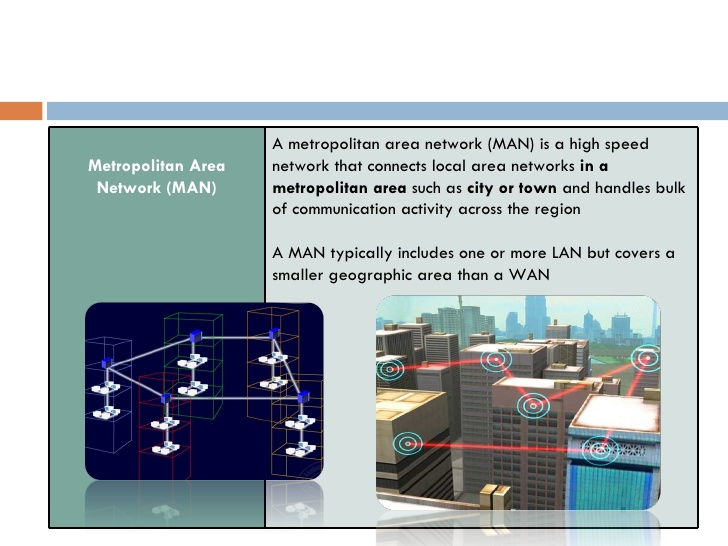 Metropolitan Area
Network (MAN)
A metropolitan area network (MAN) is a high speed
network that connects local area networks in a
metropolitan area such as city or town and handles bulk
of communication activity across the region
A MAN typically includes one or more LAN but covers a
smaller geographic area than a WAN